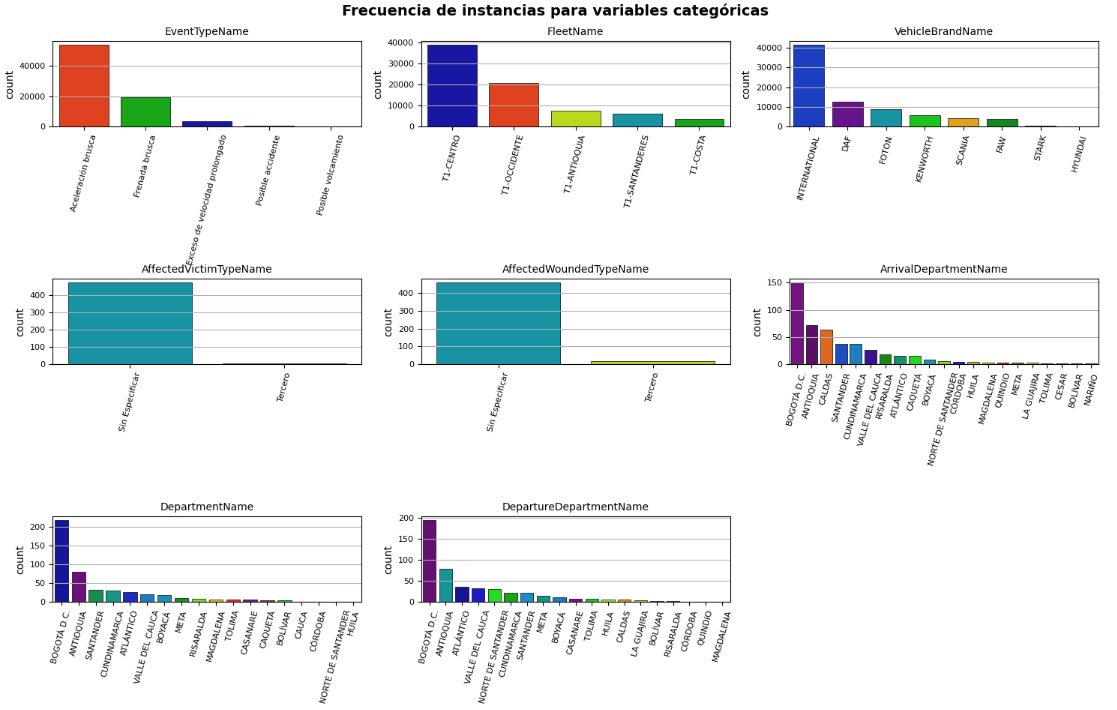 Frecuencia de instancias para variables categóricas
EventTypeName
count
40000
20000
0
Aceleración brusca
Frenada brusca
Exceso de velocidad prolongado
Posible accidente
Posible volcamiento
FleetName
40000
30000
20000
10000
0
T1-CENTRO
T1-OCCIDENTE
T1-ANTIOQUIA
T1-SANTANDERES
T1-COSTA
VehicleBrandName
count
40000
30000
20000
10000
0
INTERNATIONAL
DAF
FOTON
KENWORTH
SCANIA
FAW
STARK
HYUNDAI
AffectedVictimTypeName
count
400
300
200
100
0
Sin Especificar
Tercero
AffectedWoundedTypeName
count
400
300
200
100
0
Sin Especificar
Tercero
ArrivalDepartmentName
count
150
100
50
0
BOGOTÁ D.C.
ANTIOQUIA
CALDAS
SANTANDER
CUNDINAMARCA
VALLE DEL CAUCA
RISARALDA
ATLÁNTICO
CAQUETÁ
BOYACÁ
NORTE DE SANTANDER
CÓRDOBA
HUILA
MAGDALENA
QUINDIO
META
LA GUAJIRA
TOLIMA
CESAR
BOLÍVAR
NARIÑO
DepartmentName
count
200
150
100
50
0
BOGOTÁ D.C.
ANTIOQUIA
SANTANDER
CUNDINAMARCA
ATLÁNTICO
VALLE DEL CAUCA
BOYACÁ
META
RISARALDA
MAGDALENA
TOLIMA
CASANARE
CAQUETÁ
BOLÍVAR
CAUCA
CÓRDOBA
NORTE DE SANTANDER
HUILA
DepartureDepartmentName
count
200
150
100
50
0
BOGOTÁ D.C.
ANTIOQUIA
ATLÁNTICO
VALLE DEL CAUCA
NORTE DE SANTANDER
CUNDINAMARCA
SANTANDER
META
BOYACÁ
CASANARE
TOLIMA
HUILA
CALDAS
LA GUAJIRA
BOLÍVAR
RISARALDA
CÓRDOBA
QUINDIO
MAGDALENA